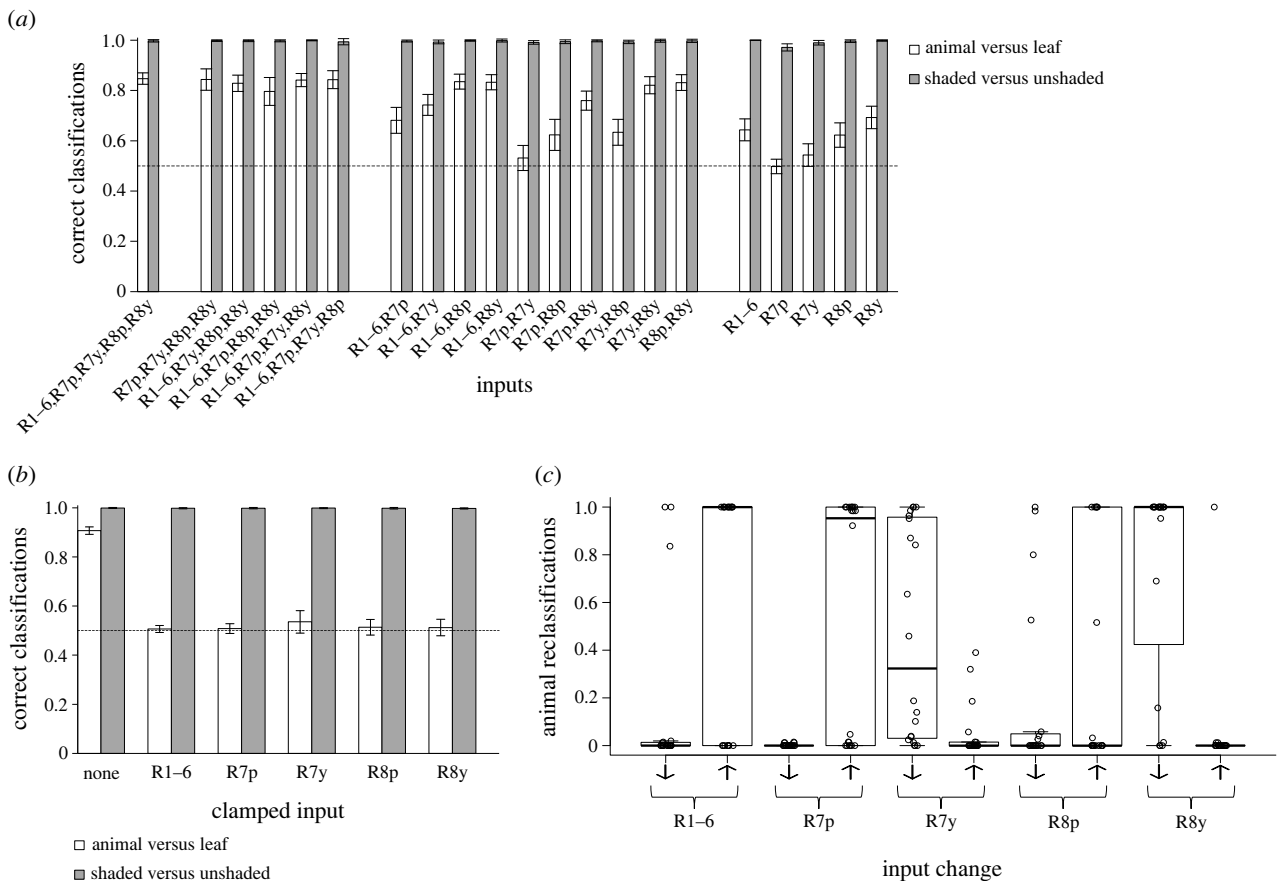 (a)
1.0
0.8
0.6
0.4
0.2
0
correct classifications
animal versus leaf
shaded versus unshaded
R1–6,R7p,R7y,R8p,R8y
R7p,R7y,R8p,R8y
R1–6,R7y,R8p,R8y
R1–6,R7p,R8p,R8y
R1–6,R7p,R7y,R8y
R1–6,R7p,R7y,R8p
R1–6,R7p
R1–6,R7y
R1–6,R8p
R1–6,R8y
R7p,R7y
R7p,R8p
R7p,R8y
R7y,R8p
R7y,R8y
R8p,R8y
R1–6
R7p
R7y
R8p
R8y
inputs
(b)
1.0
0.8
0.6
0.4
0.2
0
correct classifications
none R1–6 R7p R7y R8p R8y
clamped input
animal versus leaf
shaded versus unshaded
(c)
1.0
0.8
0.6
0.4
0.2
0
animal reclassifications
R1–6 R7p R7y R8p R8y
input change